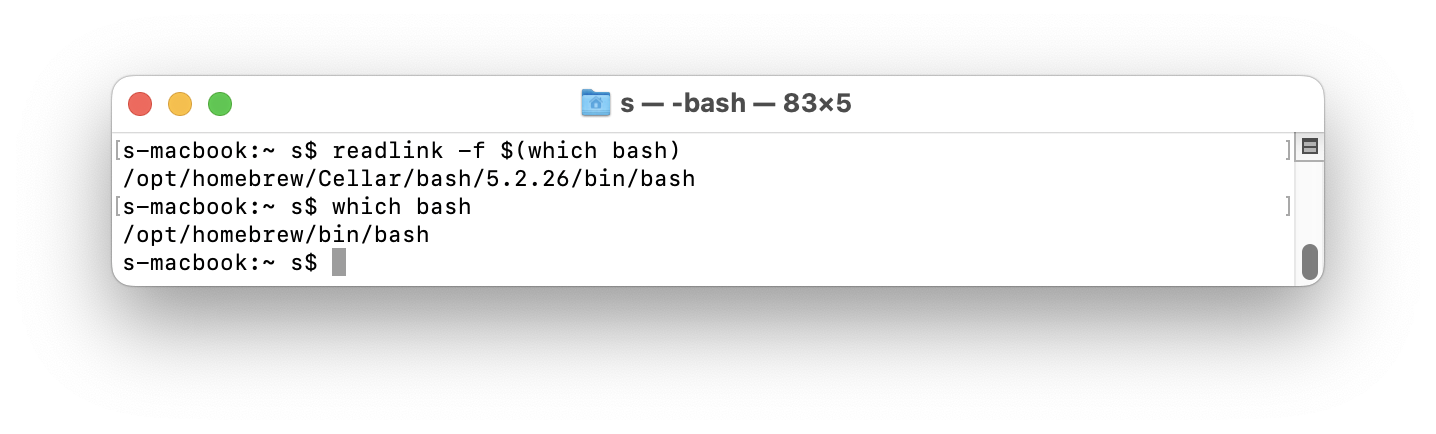 s — -bash — 83×5
[s-macbook:~ s$ readlink -f $(which bash) ]
/opt/homebrew/Cellar/bash/5.2.26/bin/bash
[s-macbook:~ s$ which bash ]
/opt/homebrew/bin/bash
s-macbook:~ s$